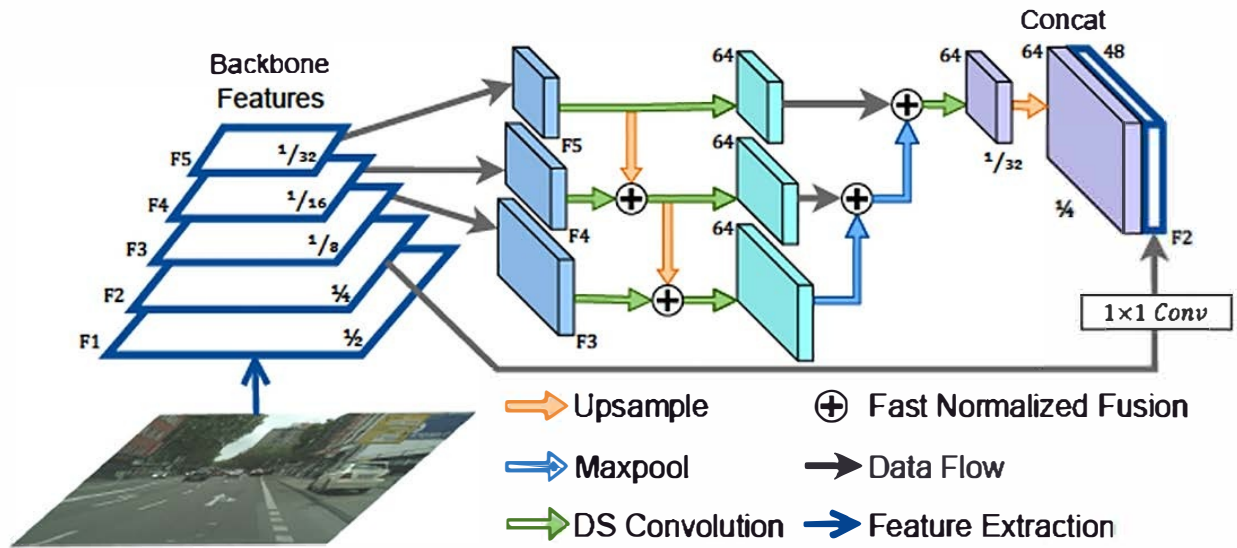 Concat
Backbone
Features
64
64
64
48
F5
1/32
F5
64
1/32
F4
1/16
F4
64
¼
F3
1/8
F2
F2
¼
F3
1×1 Conv
F1
½
Upsample
Fast Normalized Fusion
Maxpool
Data Flow
DS Convolution
Feature Extraction